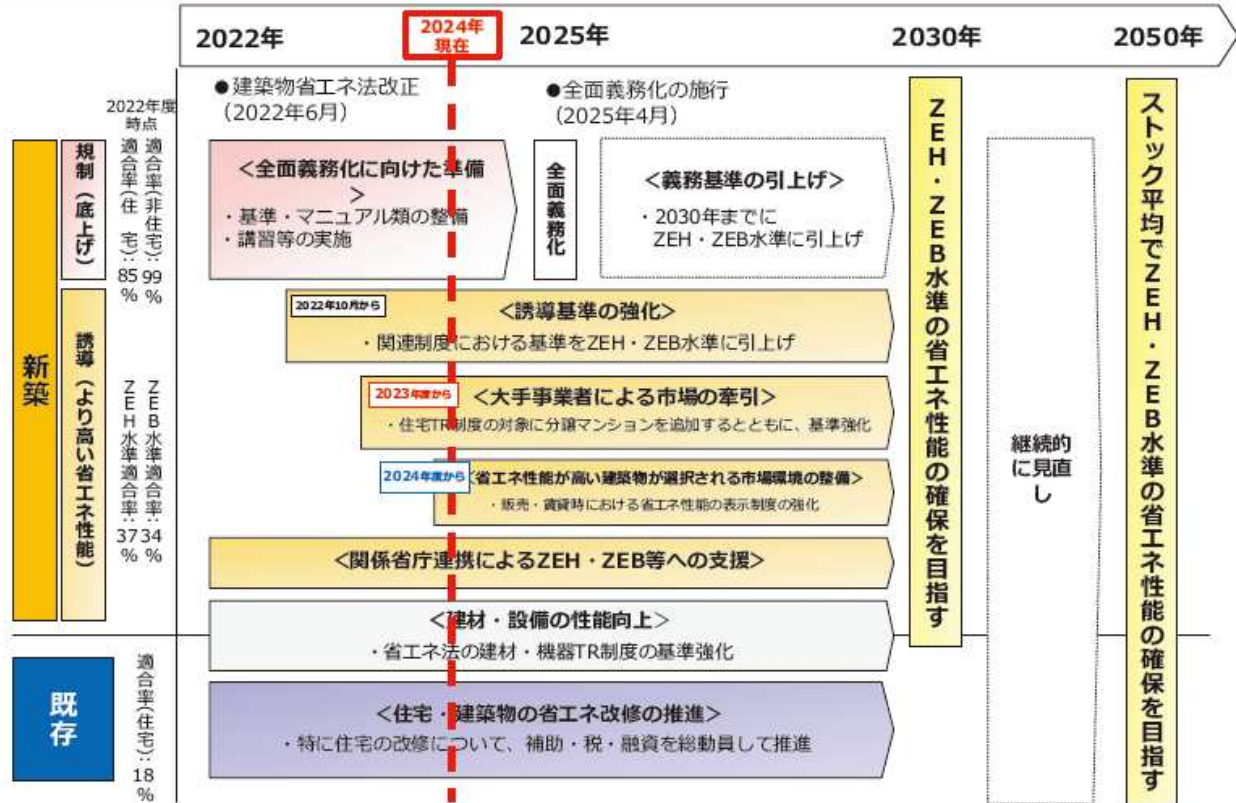 2022年
2024年
現在
2025年
2030年
2050年
●建築物省エネ法改正
（2022年6月）
●全面義務化の施行
（2025年4月）
2022年度
時点
新築
規制（底上げ）
適合率（住　宅）：85%
適合率（非住宅）：99%
＜全面義務化に向けた準備
＞
・基準・マニュアル類の整備
・講習等の実施
全面義務化
＜義務基準の引上げ＞
・2030年までに
ZEH・ZEB水準に引上げ
誘導（より高い省エネ性能）
ZEH水準適合率：37%
ZEB水準適合率：34%
2022年10月から
＜誘導基準の強化＞
・関連制度における基準をZEH・ZEB水準に引上げ
2023年度から
＜大手事業者による市場の牽引＞
・住宅TR制度の対象に分譲マンションを追加するとともに、基準強化
2024年度から
＜省エネ性能が高い建築物が選択される市場環境の整備＞
・販売・賃貸時における省エネ性能の表示制度の強化
＜関係省庁連携によるZEH・ZEB等への支援＞
＜建材・設備の性能向上＞
・省エネ法の建材・機器TR制度の基準強化
既存
適合率（住宅）：18%
＜住宅・建築物の省エネ改修の推進＞
・特に住宅の改修について、補助・税・融資を総動員して推進
ZEH・ZEB水準の省エネ性能の確保を目指す
継続的
に見直
し
ストック平均でZEH・ZEB水準の省エネ性能の確保を目指す